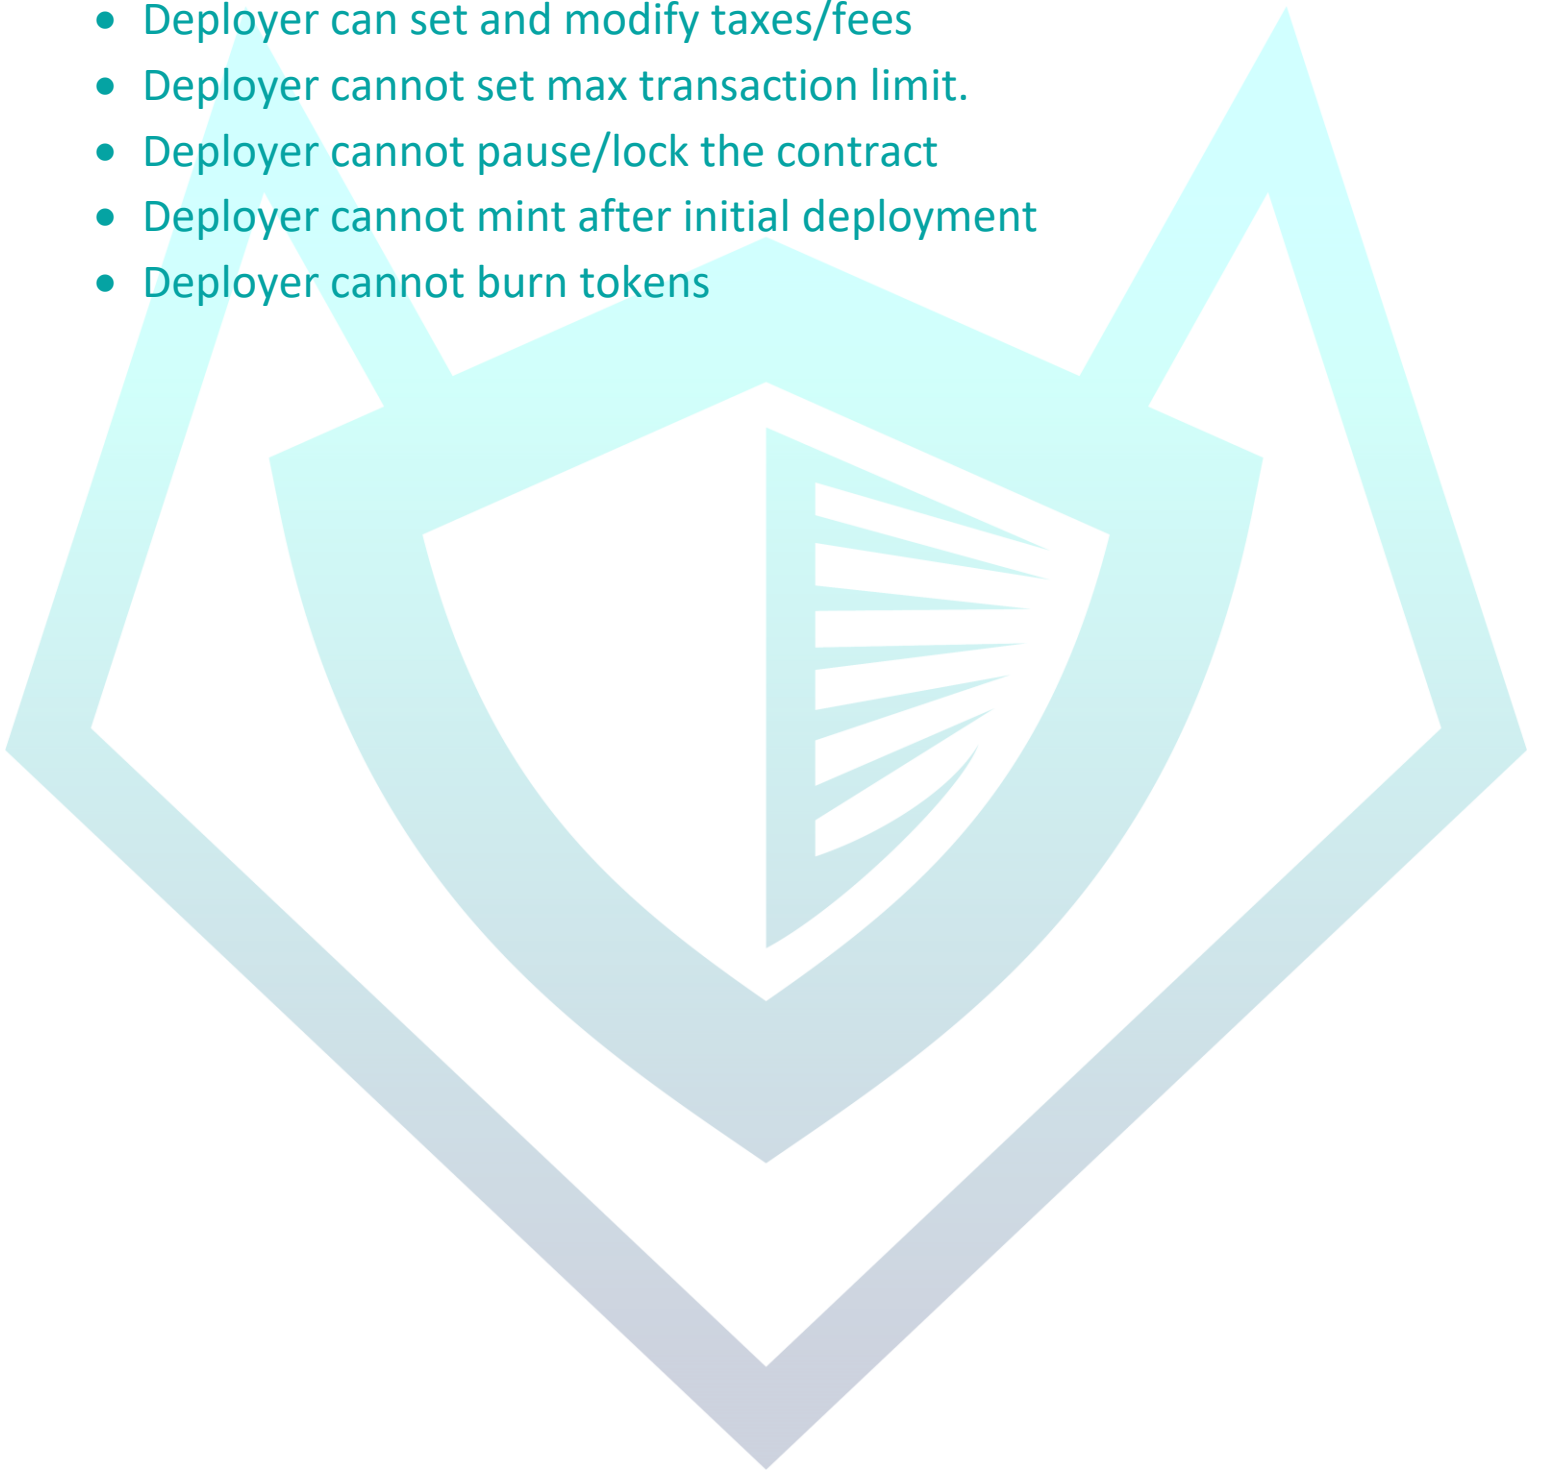 • Deployer can set and modify taxes/fees
• Deployer cannot set max transaction limit.
• Deployer cannot pause/lock the contract
• Deployer cannot mint after initial deployment
• Deployer cannot burn tokens